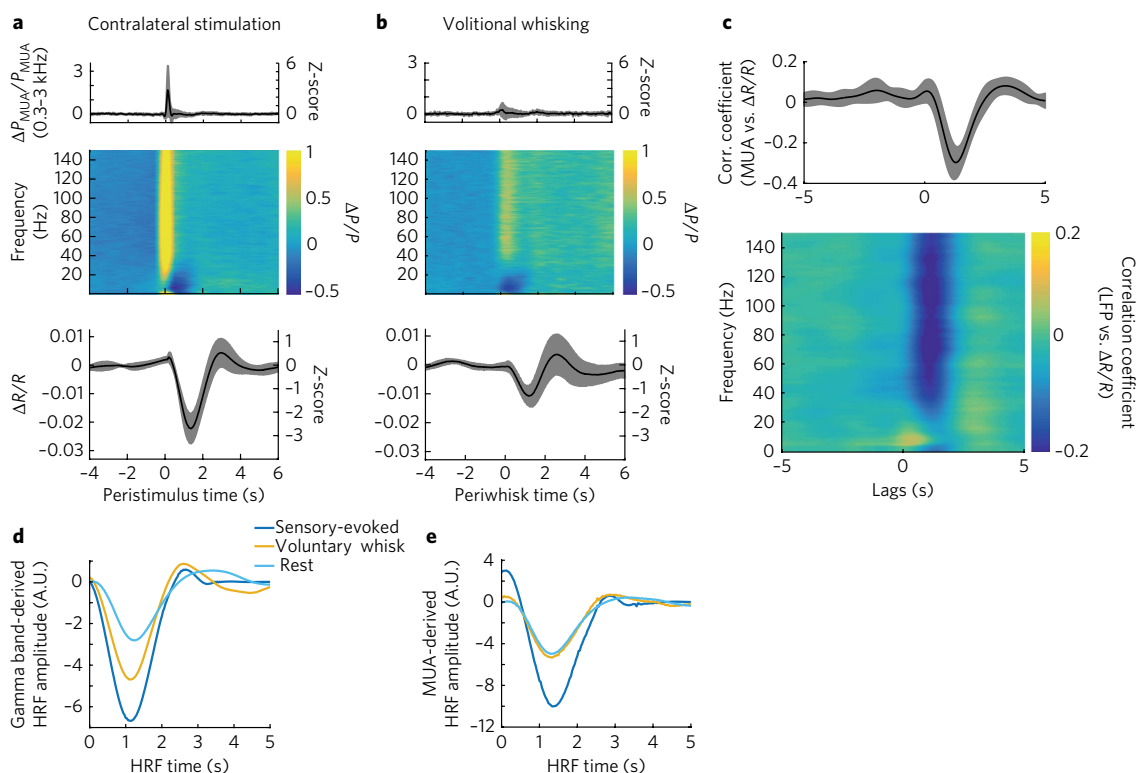 a Contralateral stimulation
ΔP_MUA/P_MUA
(0.3–3 kHz)
3
0
6
0
Z-score
Frequency
(Hz)
140
120
100
80
60
40
20
1
0.5
0
−0.5
ΔP/P
ΔR/R
0.01
0
−0.01
−0.02
−0.03
1
0
−1
−2
−3
Z-score
−4 −2 0 2 4 6
Peristimulus time (s)
b Volitional whisking
3
0
6
0
Z-score
140
120
100
80
60
40
20
1
0.5
0
−0.5
ΔP/P
0.01
0
−0.01
−0.02
−0.03
1
0
−1
−2
−3
Z-score
−4 −2 0 2 4 6
Periwhisk time (s)
c
Corr. coefficient
(MUA vs. ΔR/R)
0.2
0
−0.2
−0.4
−5 0 5
Frequency (Hz)
140
120
100
80
60
40
20
0
−5 0 5
Lags (s)
0.2
0
−0.2
Correlation coefficient
(LFP vs. ΔR/R)
d
Sensory-evoked
Voluntary whisk
Rest
Gamma band-derived
HRF amplitude (A.U.)
0
−2
−4
−6
0 1 2 3 4 5
HRF time (s)
e
MUA-derived
HRF amplitude (A.U.)
4
0
−4
−8
−12
0 1 2 3 4 5
HRF time (s)